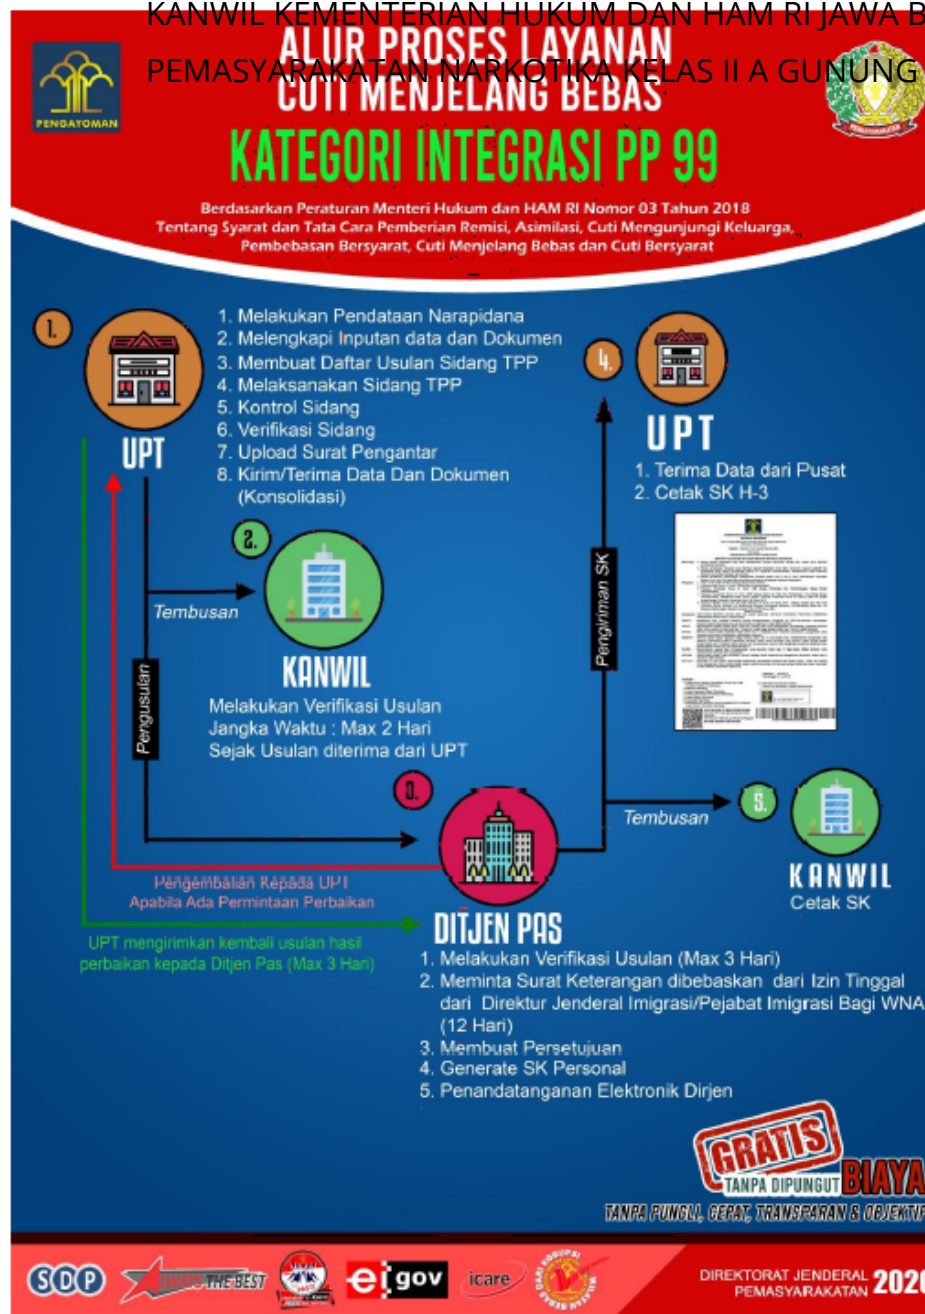 KANWIL KEMENTERIAN HUKUM DAN HAM RI JAWA B
PEMASYARAKATAN NARKOTIKA KELAS II A GUNUNG
ALUR PROSES LAYANAN
CUTI MENJELANG BEBAS
KATEGORI INTEGRASI PP 99
PENGAYOMAN
PEMASYARAKATAN
Berdasarkan Peraturan Menteri Hukum dan HAM RI Nomor 03 Tahun 2018
Tentang Syarat dan Tata Cara Pemberian Remisi, Asimilasi, Cuti Mengunjungi Keluarga,
Pembebasan Bersyarat, Cuti Menjelang Bebas dan Cuti Bersyarat
1.
UPT
1. Melakukan Pendataan Narapidana
2. Melengkapi Inputan data dan Dokumen
3. Membuat Daftar Usulan Sidang TPP
4. Melaksanakan Sidang TPP
5. Kontrol Sidang
6. Verifikasi Sidang
7. Upload Surat Pengantar
8. Kirim/Terima Data Dan Dokumen
(Konsolidasi)
4.
UPT
1. Terima Data dari Pusat
2. Cetak SK H-3
2.
Tembusan
KANWIL
Melakukan Verifikasi Usulan
Jangka Waktu : Max 2 Hari
Sejak Usulan diterima dari UPT
Pengusulan
Pengiriman SK
3.
Tembusan
5.
KANWIL
Cetak SK
Pengembalian Kepada UPT
Apabila Ada Permintaan Perbaikan
UPT mengirimkan kembali usulan hasil
perbaikan kepada Ditjen Pas (Max 3 Hari)
DITJEN PAS
1. Melakukan Verifikasi Usulan (Max 3 Hari)
2. Meminta Surat Keterangan dibebaskan dari Izin Tinggal
dari Direktur Jenderal Imigrasi/Pejabat Imigrasi Bagi WNA
(12 Hari)
3. Membuat Persetujuan
4. Generate SK Personal
5. Penandatanganan Elektronik Dirjen
GRATIS
TANPA DIPUNGUT BIAYA
TANPA PUNGLI, CEPAT, TRANSPARAN & OBJEKTIF
SDP
THE BEST
e gov
icare
DIREKTORAT JENDERAL
PEMASYARAKATAN
2020